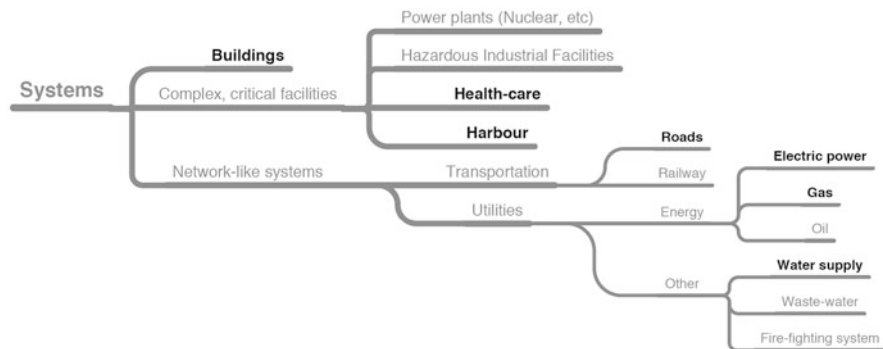 Systems
Buildings
Complex, critical facilities
Power plants (Nuclear, etc)
Hazardous Industrial Facilities
Health-care
Harbour
Network-like systems
Transportation
Roads
Railway
Utilities
Energy
Electric power
Gas
Oil
Other
Water supply
Waste-water
Fire-fighting system